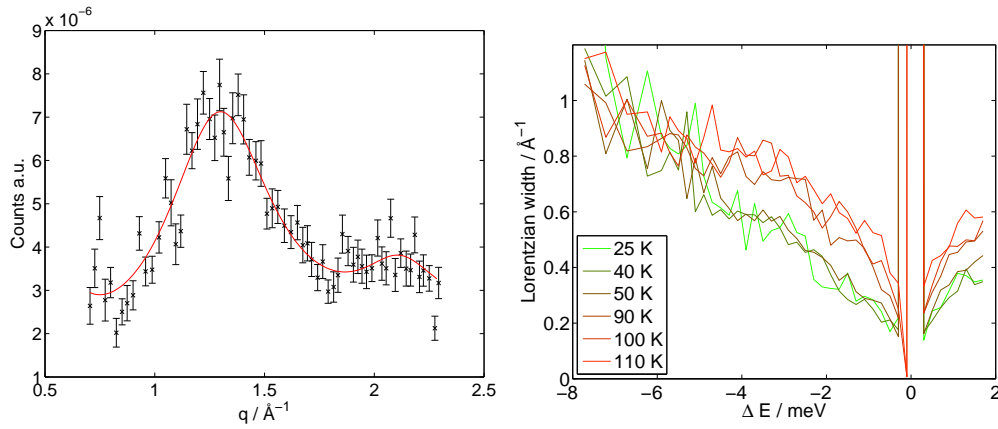 9 x 10^-6
8
7
6
5
4
3
2
1
0.5 1 1.5 2 2.5
Counts a.u.
q / Å^-1
1
0.8
0.6
0.4
0.2
0
−8 −6 −4 −2 0 2
Lorentzian width / Å^-1
Δ E / meV
25 K
40 K
50 K
90 K
100 K
110 K